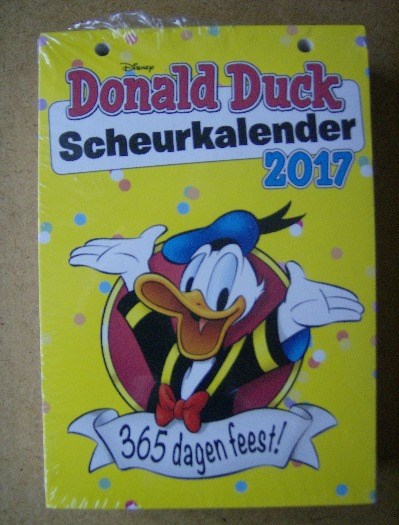 Disney
Donald Duck
Scheurkalender
2017
365 dagen feest!